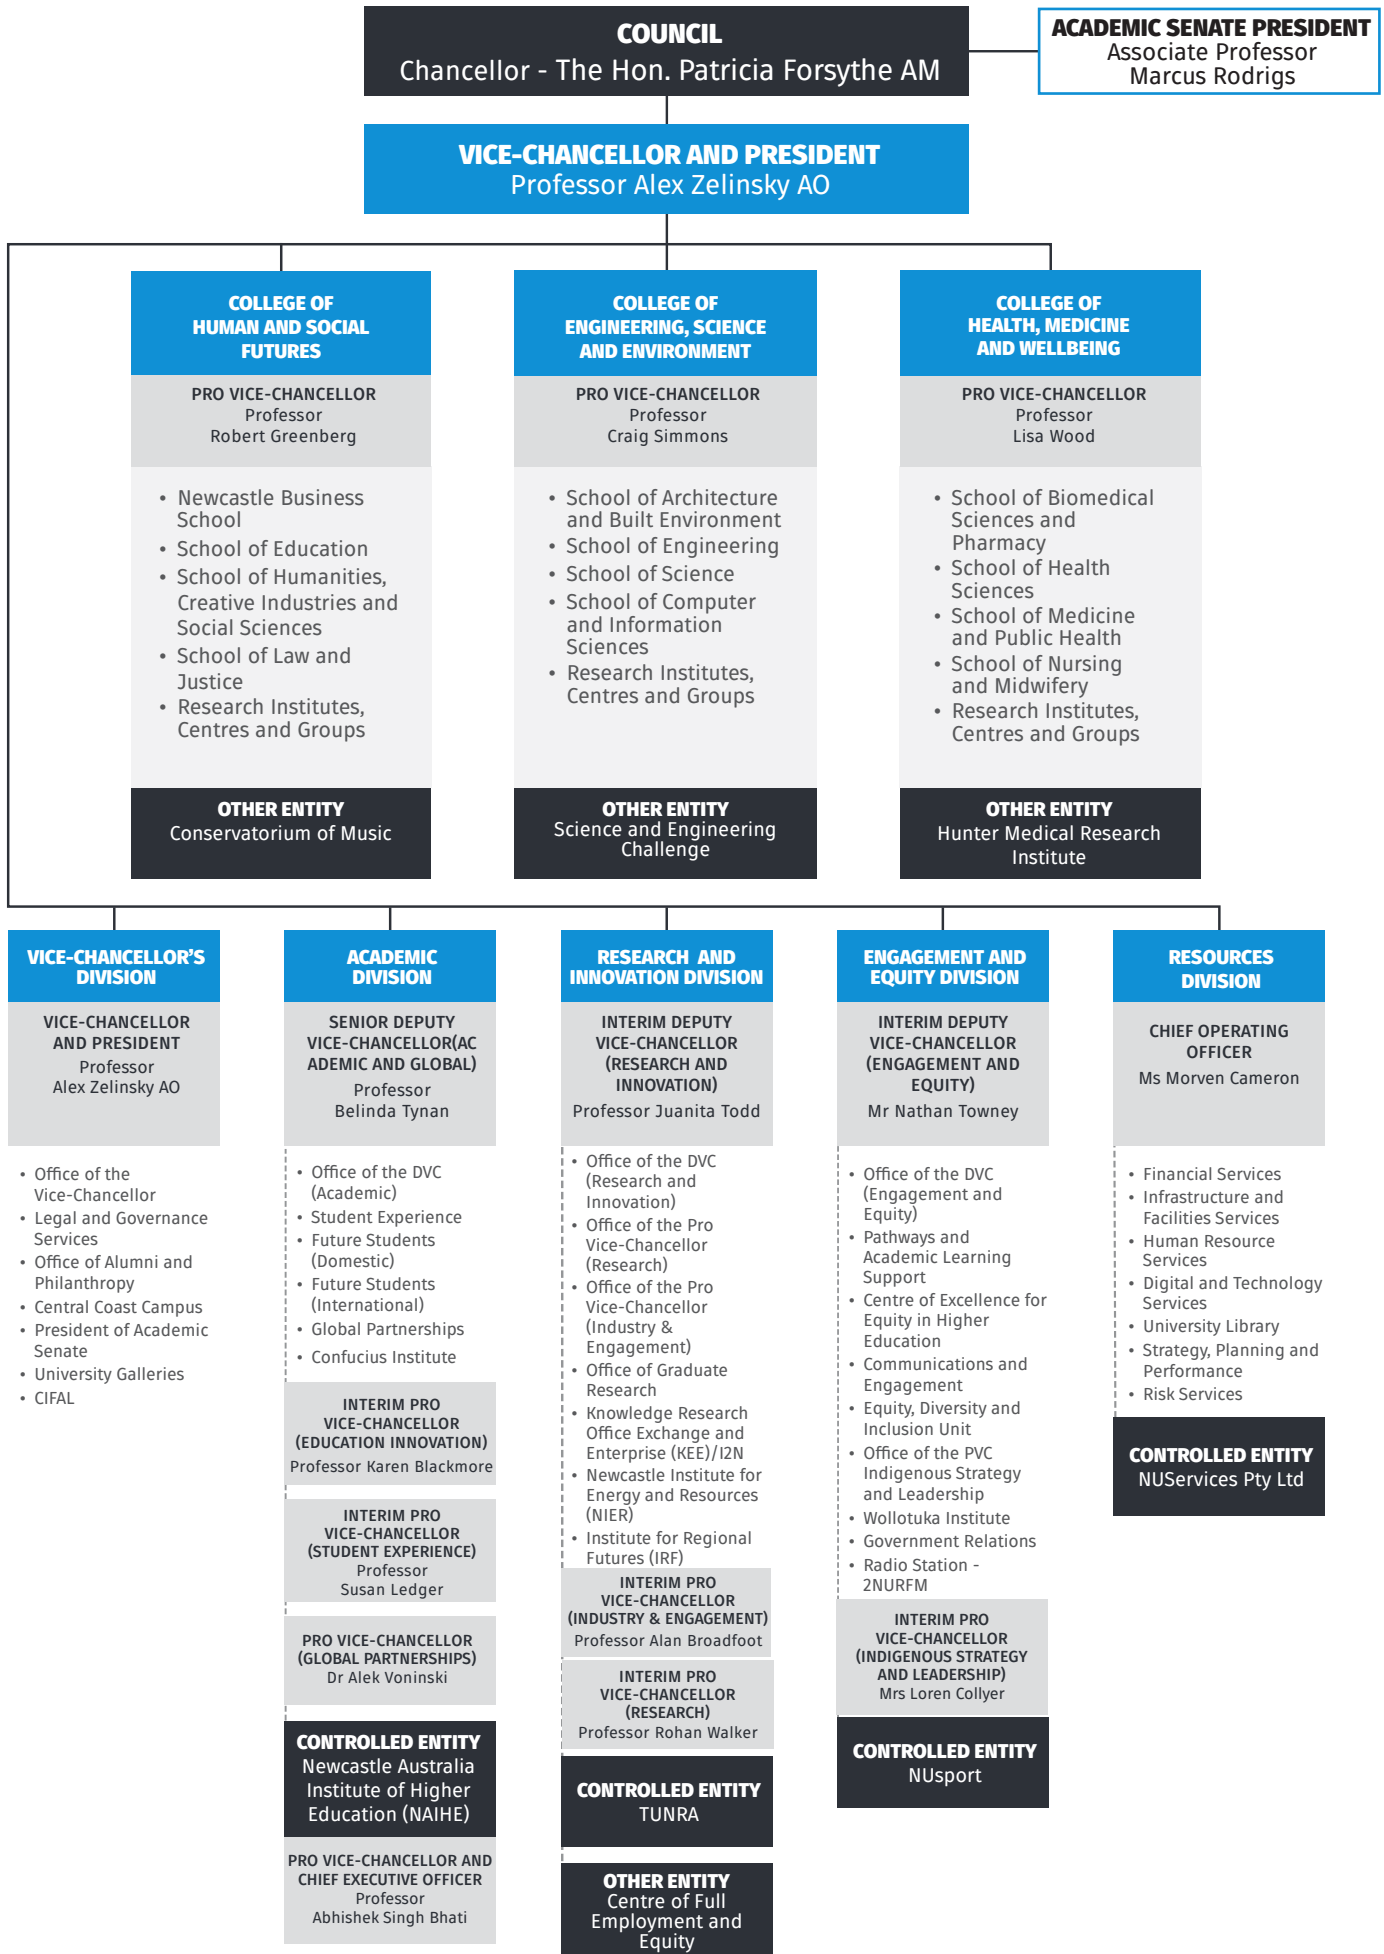 COUNCIL
Chancellor - The Hon. Patricia Forsythe AM
ACADEMIC SENATE PRESIDENT
Associate Professor
Marcus Rodrigs
VICE-CHANCELLOR AND PRESIDENT
Professor Alex Zelinsky AO
COLLEGE OF
HUMAN AND SOCIAL
FUTURES
PRO VICE-CHANCELLOR
Professor
Robert Greenberg
• Newcastle Business
School
• School of Education
• School of Humanities,
Creative Industries and
Social Sciences
• School of Law and
Justice
• Research Institutes,
Centres and Groups
OTHER ENTITY
Conservatorium of Music
COLLEGE OF
ENGINEERING, SCIENCE
AND ENVIRONMENT
PRO VICE-CHANCELLOR
Professor
Craig Simmons
• School of Architecture
and Built Environment
• School of Engineering
• School of Science
• School of Computer
and Information
Sciences
• Research Institutes,
Centres and Groups
OTHER ENTITY
Science and Engineering
Challenge
COLLEGE OF
HEALTH, MEDICINE
AND WELLBEING
PRO VICE-CHANCELLOR
Professor
Lisa Wood
• School of Biomedical
Sciences and
Pharmacy
• School of Health
Sciences
• School of Medicine
and Public Health
• School of Nursing
and Midwifery
• Research Institutes,
Centres and Groups
OTHER ENTITY
Hunter Medical Research
Institute
VICE-CHANCELLOR'S
DIVISION
VICE-CHANCELLOR
AND PRESIDENT
Professor
Alex Zelinsky AO
• Office of the
Vice-Chancellor
• Legal and Governance
Services
• Office of Alumni and
Philanthropy
• Central Coast Campus
• President of Academic
Senate
• University Galleries
• CIFAL
ACADEMIC
DIVISION
SENIOR DEPUTY
VICE-CHANCELLOR(AC
ADEMIC AND GLOBAL)
Professor
Belinda Tynan
• Office of the DVC
(Academic)
• Student Experience
• Future Students
(Domestic)
• Future Students
(International)
• Global Partnerships
• Confucius Institute
INTERIM PRO
VICE-CHANCELLOR
(EDUCATION INNOVATION)
Professor Karen Blackmore
INTERIM PRO
VICE-CHANCELLOR
(STUDENT EXPERIENCE)
Professor
Susan Ledger
PRO VICE-CHANCELLOR
(GLOBAL PARTNERSHIPS)
Dr Alek Voninski
CONTROLLED ENTITY
Newcastle Australia
Institute of Higher
Education (NAIHE)
PRO VICE-CHANCELLOR AND
CHIEF EXECUTIVE OFFICER
Professor
Abhishek Singh Bhati
RESEARCH AND
INNOVATION DIVISION
INTERIM DEPUTY
VICE-CHANCELLOR
(RESEARCH AND
INNOVATION)
Professor Juanita Todd
• Office of the DVC
(Research and
Innovation)
• Office of the Pro
Vice-Chancellor
(Research)
• Office of the Pro
Vice-Chancellor
(Industry &
Engagement)
• Office of Graduate
Research
• Knowledge Research
Office Exchange and
Enterprise (KEE)/I2N
• Newcastle Institute for
Energy and Resources
(NIER)
• Institute for Regional
Futures (IRF)
INTERIM PRO
VICE-CHANCELLOR
(INDUSTRY & ENGAGEMENT)
Professor Alan Broadfoot
INTERIM PRO
VICE-CHANCELLOR
(RESEARCH)
Professor Rohan Walker
CONTROLLED ENTITY
TUNRA
OTHER ENTITY
Centre of Full
Employment and
Equity
ENGAGEMENT AND
EQUITY DIVISION
INTERIM DEPUTY
VICE-CHANCELLOR
(ENGAGEMENT AND
EQUITY)
Mr Nathan Towney
• Office of the DVC
(Engagement and
Equity)
• Pathways and
Academic Learning
Support
• Centre of Excellence for
Equity in Higher
Education
• Communications and
Engagement
• Equity, Diversity and
Inclusion Unit
• Office of the PVC
Indigenous Strategy
and Leadership
• Wollotuka Institute
• Government Relations
• Radio Station -
2NURFM
INTERIM PRO
VICE-CHANCELLOR
(INDIGENOUS STRATEGY
AND LEADERSHIP)
Mrs Loren Collyer
CONTROLLED ENTITY
NUsport
RESOURCES
DIVISION
CHIEF OPERATING
OFFICER
Ms Morven Cameron
• Financial Services
• Infrastructure and
Facilities Services
• Human Resource
Services
• Digital and Technology
Services
• University Library
• Strategy, Planning and
Performance
• Risk Services
CONTROLLED ENTITY
NUServices Pty Ltd